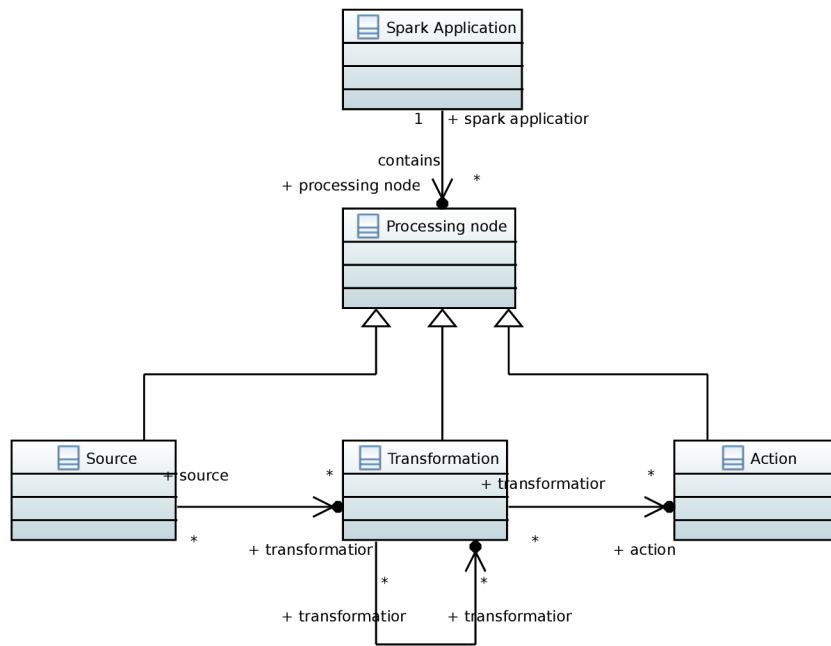 Spark Application
1
+ spark applicatior
contains
*
+ processing node
Processing node
Source
Transformation
Action
+ source
*
*
+ transformatior
*
+ transformatior
*
+ action
*
*
+ transformatior
+ transformatior